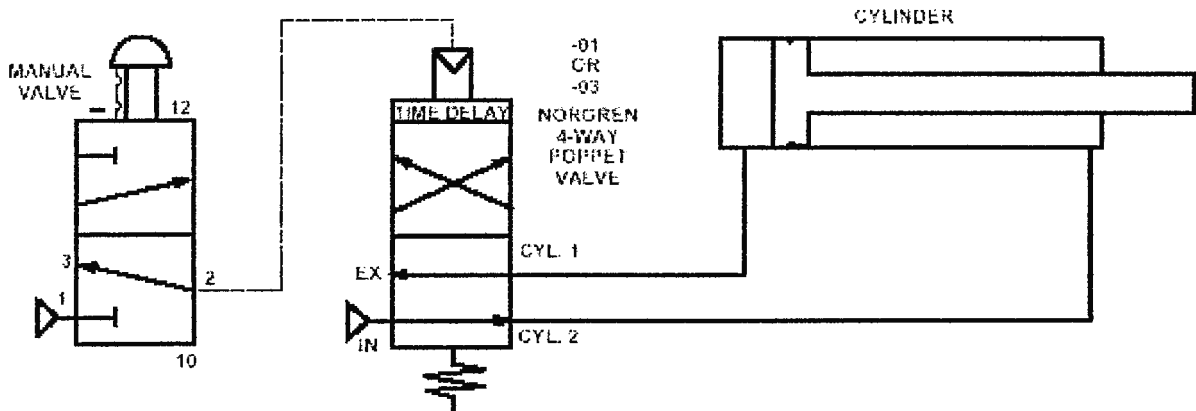 CYLINDER
MANUAL
VALVE
12
-01
OR
-03
TIME DELAY
NORGREN
4-WAY
POPPET
VALVE
CYL. 1
3
EX
2
1
IN
CYL. 2
10